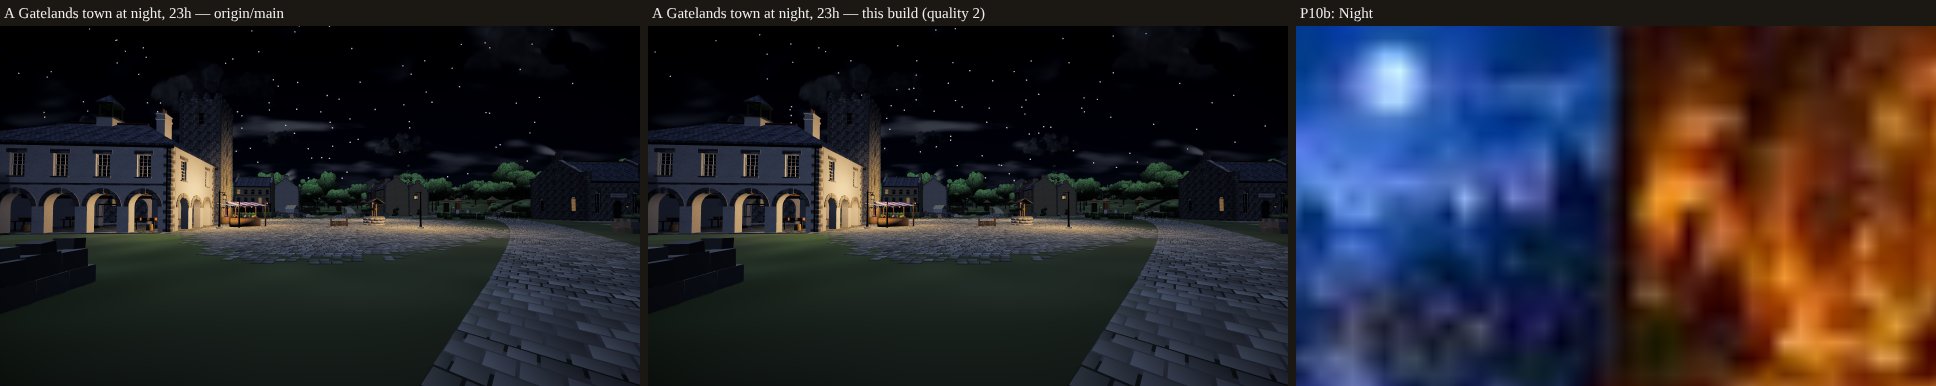 A Gatelands town at night, 23h — origin/main
A Gatelands town at night, 23h — this build (quality 2)
P10b: Night